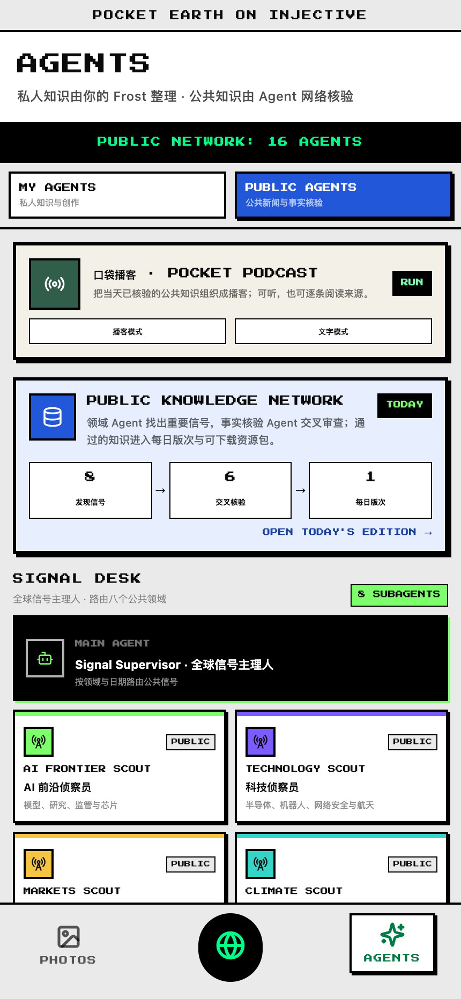 POCKET EARTH ON INJECTIVE
AGENTS
私人知识由你的 Frost 整理 · 公共知识由 Agent 网络核验
PUBLIC NETWORK: 16 AGENTS
MY AGENTS
私人知识与创作
PUBLIC AGENTS
公共新闻与事实核验
口袋播客 · POCKET PODCAST
把当天已核验的公共知识组织成播客；可听，也可逐条阅读来源。
RUN
播客模式
文字模式
PUBLIC KNOWLEDGE NETWORK
TODAY
领域 Agent 找出重要信号，事实核验 Agent 交叉审查；通
过的知识进入每日版次与可下载资源包。
8
发现信号
→
6
交叉核验
→
1
每日版次
OPEN TODAY'S EDITION →
SIGNAL DESK
全球信号主理人 · 路由八个公共领域
8 SUBAGENTS
MAIN AGENT
Signal Supervisor · 全球信号主理人
按领域与日期路由公共信号
PUBLIC
AI FRONTIER SCOUT
AI 前沿侦察员
模型、研究、监管与芯片
PUBLIC
TECHNOLOGY SCOUT
科技侦察员
半导体、机器人、网络安全与航天
PUBLIC
MARKETS SCOUT
PUBLIC
CLIMATE SCOUT
PHOTOS
AGENTS